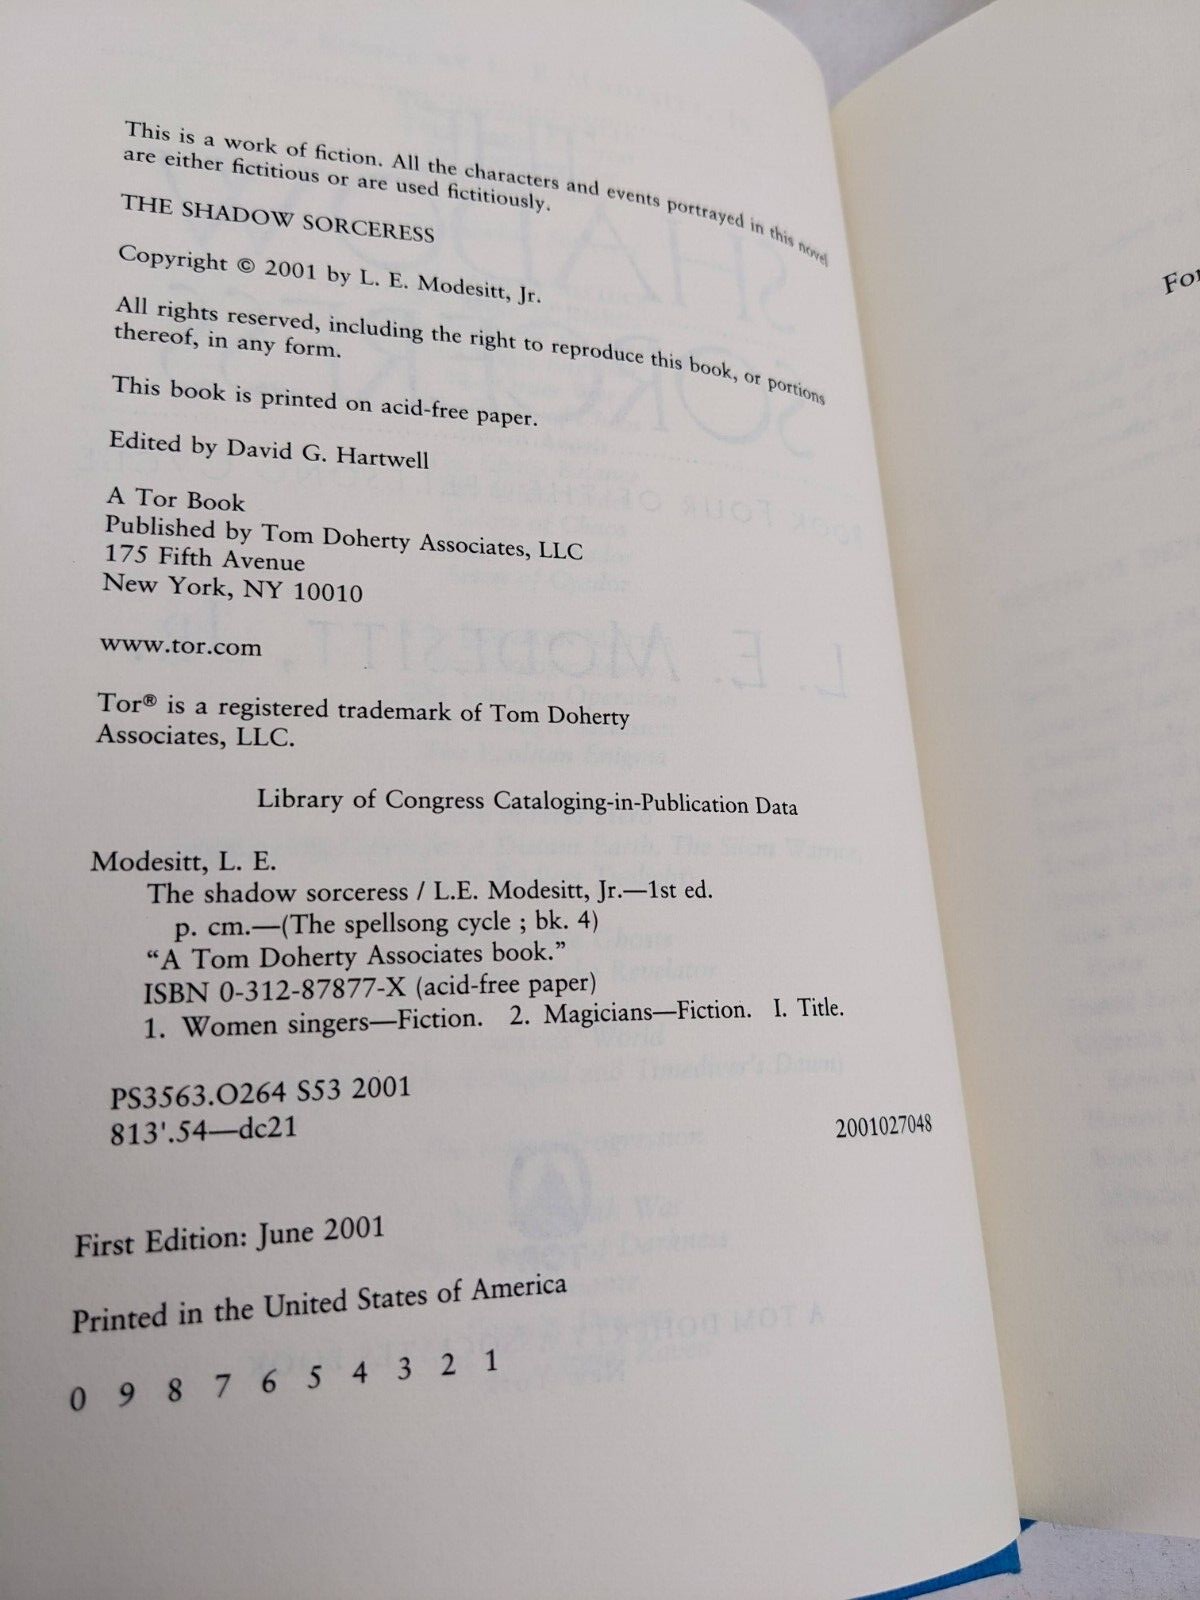 This is a work of fiction. All the characters and events portrayed in this novel
are either fictitious or are used fictitiously.
THE SHADOW SORCERESS
Copyright © 2001 by L. E. Modesitt, Jr.
All rights reserved, including the right to reproduce this book, or portions
thereof, in any form.
This book is printed on acid-free paper.
Edited by David G. Hartwell
A Tor Book
Published by Tom Doherty Associates, LLC
175 Fifth Avenue
New York, NY 10010
www.tor.com
Tor® is a registered trademark of Tom Doherty
Associates, LLC.
Library of Congress Cataloging-in-Publication Data
Modesitt, L. E.
The shadow sorceress / L.E. Modesitt, Jr.—1st ed.
p. cm.—(The spellsong cycle ; bk. 4)
“A Tom Doherty Associates book.”
ISBN 0-312-87877-X (acid-free paper)
1. Women singers—Fiction. 2. Magicians—Fiction. I. Title.
PS3563.O264 S53 2001
813'.54—dc21
2001027048
First Edition: June 2001
Printed in the United States of America
0 9 8 7 6 5 4 3 2 1